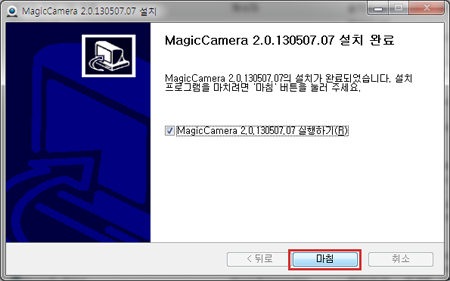 MagicCamera 2.0.130507.07 설치
MagicCamera 2.0.130507.07 설치 완료
MagicCamera 2.0.130507.07의 설치가 완료되었습니다. 설치
프로그램을 마치려면 '마침' 버튼을 눌러 주세요.
MagicCamera 2.0.130507.07 실행하기(R)
< 뒤로 마침 취소